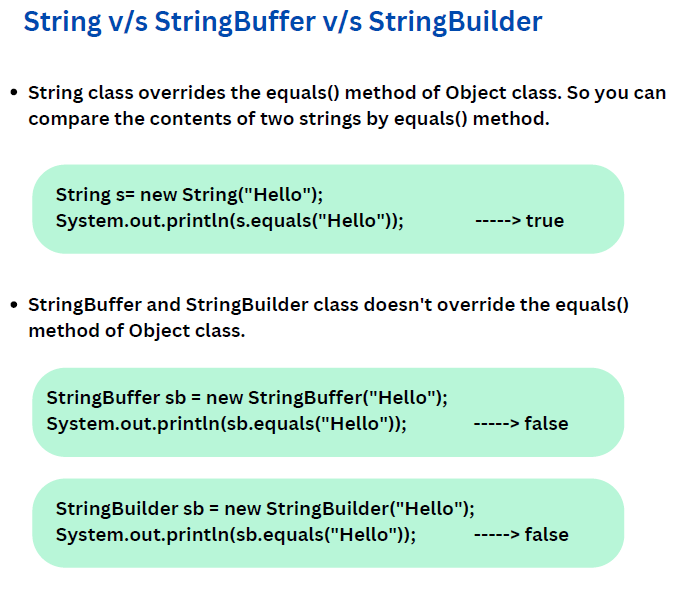 String v/s StringBuffer v/s StringBuilder
• String class overrides the equals() method of Object class. So you can
compare the contents of two strings by equals() method.
String s= new String("Hello");
System.out.println(s.equals("Hello")); -----> true
• StringBuffer and StringBuilder class doesn't override the equals()
method of Object class.
StringBuffer sb = new StringBuffer("Hello");
System.out.println(sb.equals("Hello")); -----> false
StringBuilder sb = new StringBuilder("Hello");
System.out.println(sb.equals("Hello")); -----> false